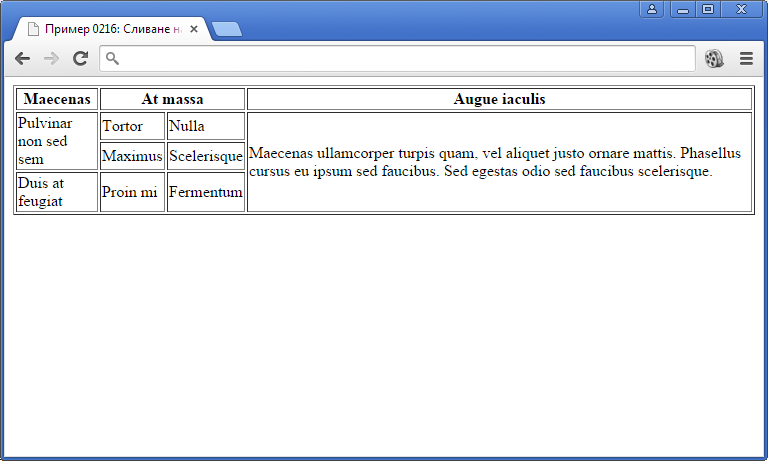 Пример 0216: Сливане
Maecenas At massa Augue iaculis
Pulvinar non sed sem
Tortor Nulla
Maximus Scelerisque
Maecenas ullamcorper turpis quam, vel aliquet justo ornare mattis. Phasellus
cursus eu ipsum sed faucibus. Sed egestas odio sed faucibus scelerisque.
Duis at feugiat
Proin mi Fermentum